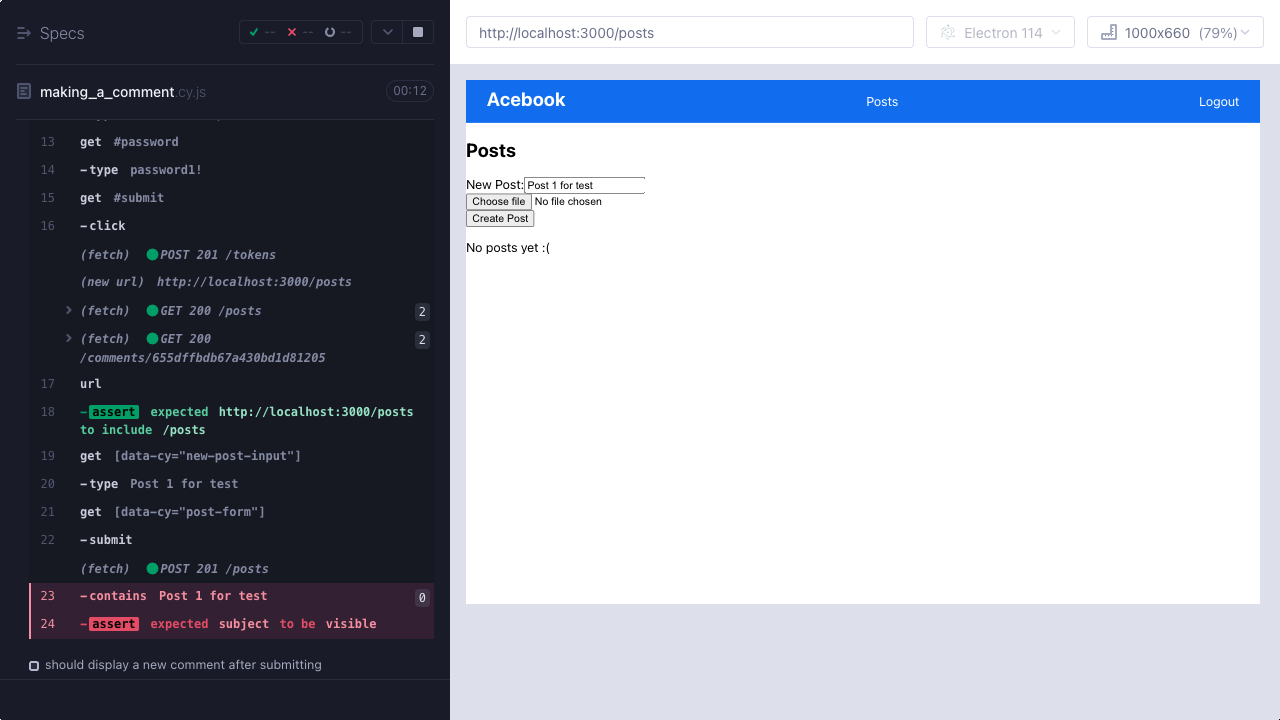 Specs
-- -- --
making_a_comment.cy.js
00:12
13 get #password
14 -type password1!
15 get #submit
16 -click
(fetch) POST 201 /tokens
(new url) http://localhost:3000/posts
(fetch) GET 200 /posts 2
(fetch) GET 200 2
/comments/655dffbdb67a430bd1d81205
17 url
18 -assert expected http://localhost:3000/posts
to include /posts
19 get [data-cy="new-post-input"]
20 -type Post 1 for test
21 get [data-cy="post-form"]
22 -submit
(fetch) POST 201 /posts
23 -contains Post 1 for test 0
24 -assert expected subject to be visible
should display a new comment after submitting
http://localhost:3000/posts
Electron 114
1000x660 (79%)
Acebook
Posts
Logout
Posts
New Post: Post 1 for test
Choose file No file chosen
Create Post
No posts yet :(